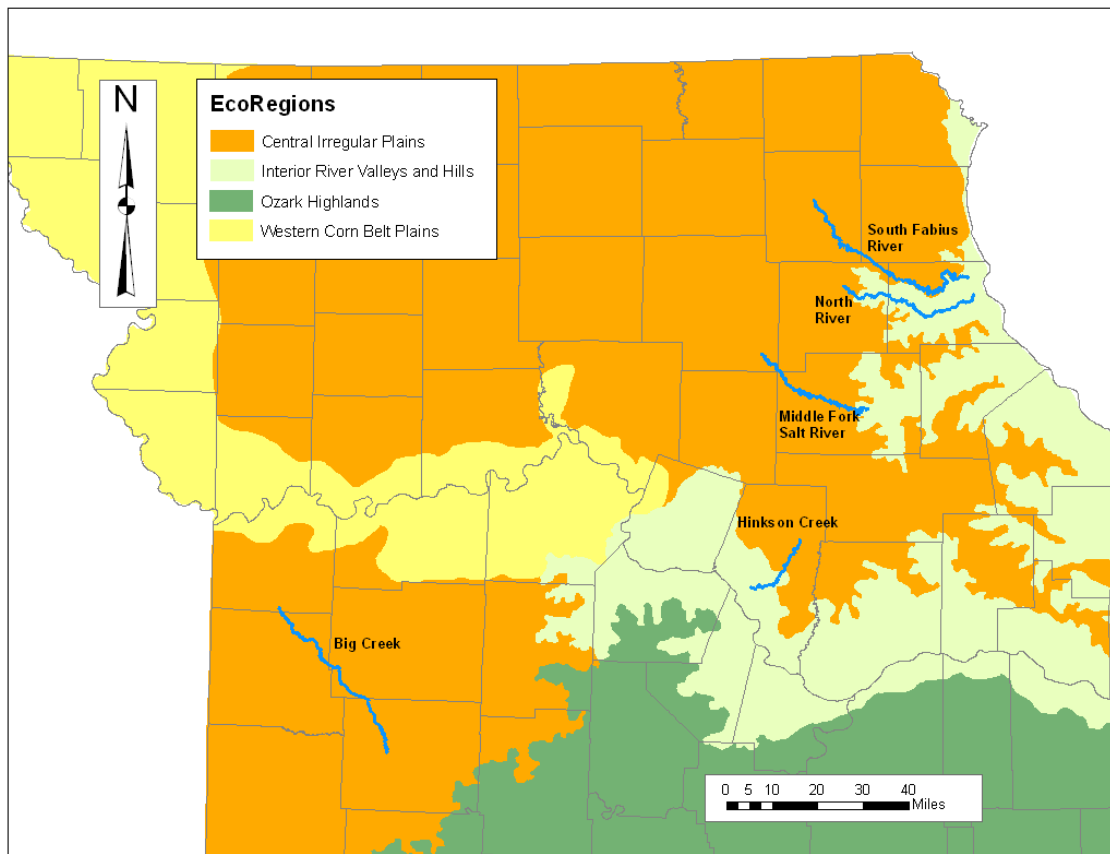 N
EcoRegions
Central Irregular Plains
Interior River Valleys and Hills
Ozark Highlands
Western Corn Belt Plains
South Fabius
River
North
River
Middle Fork
Salt River
Hinkson Creek
Big Creek
0 5 10 20 30 40
Miles